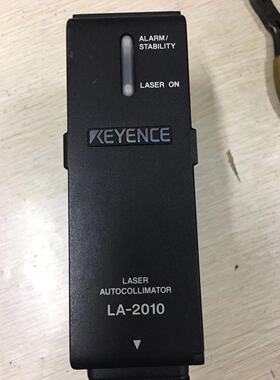 ALARM/
STABILITY
LASER ON
KEYENCE
LASER
AUTOCOLLIMATOR
LA-2010